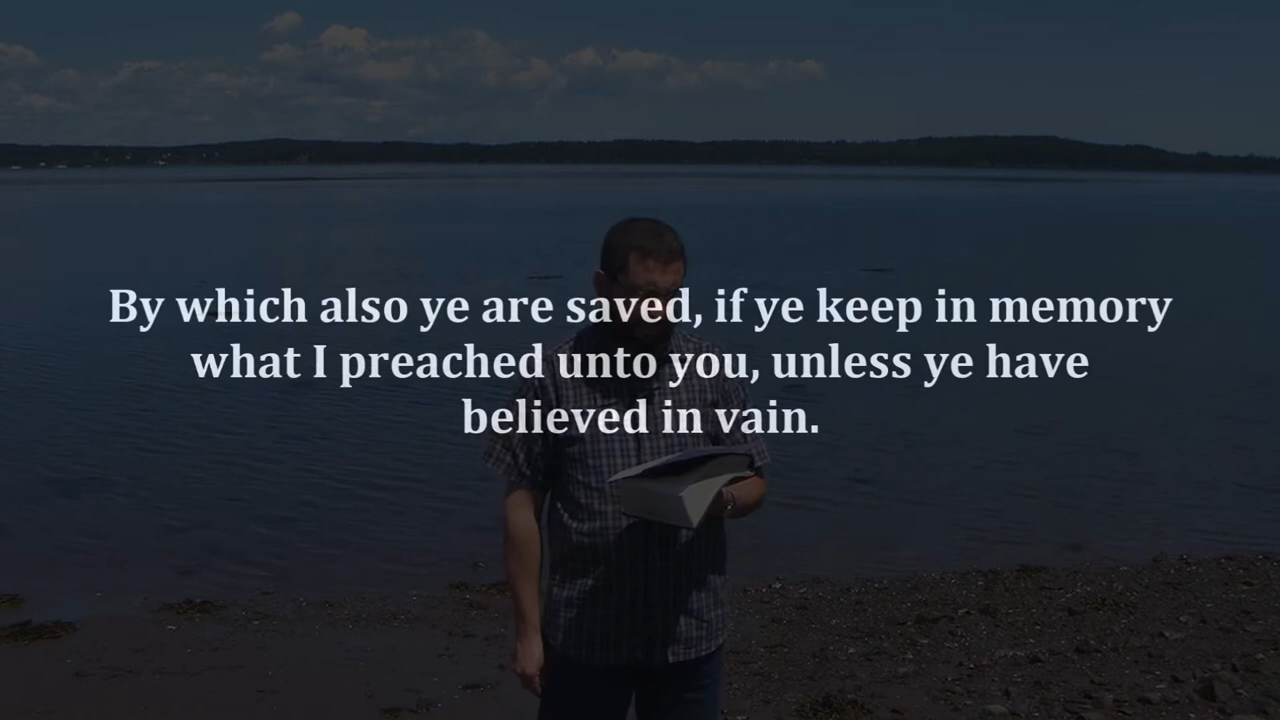 By which also ye are saved, if ye keep in memory
what I preached unto you, unless ye have
believed in vain.